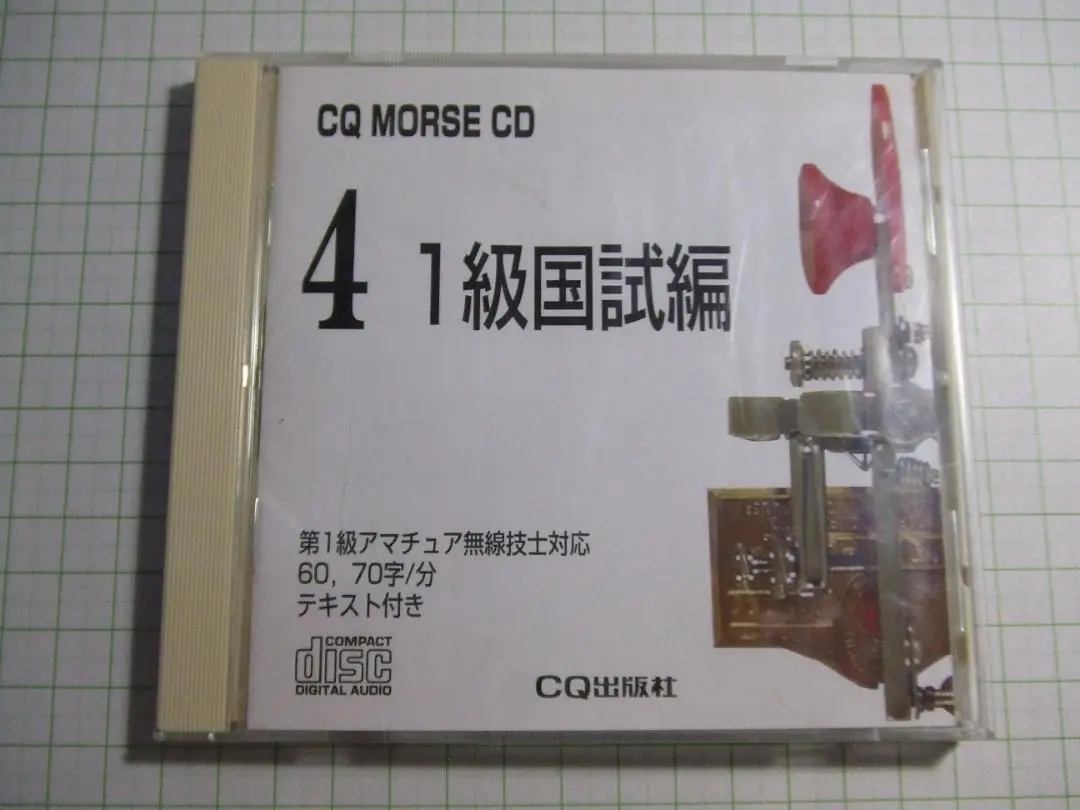 CQ MORSE CD
4 1級国試編
第1級アマチュア無線技士対応
60, 70字/分
テキスト付き
COMPACT
disc
DIGITAL AUDIO
CQ出版社